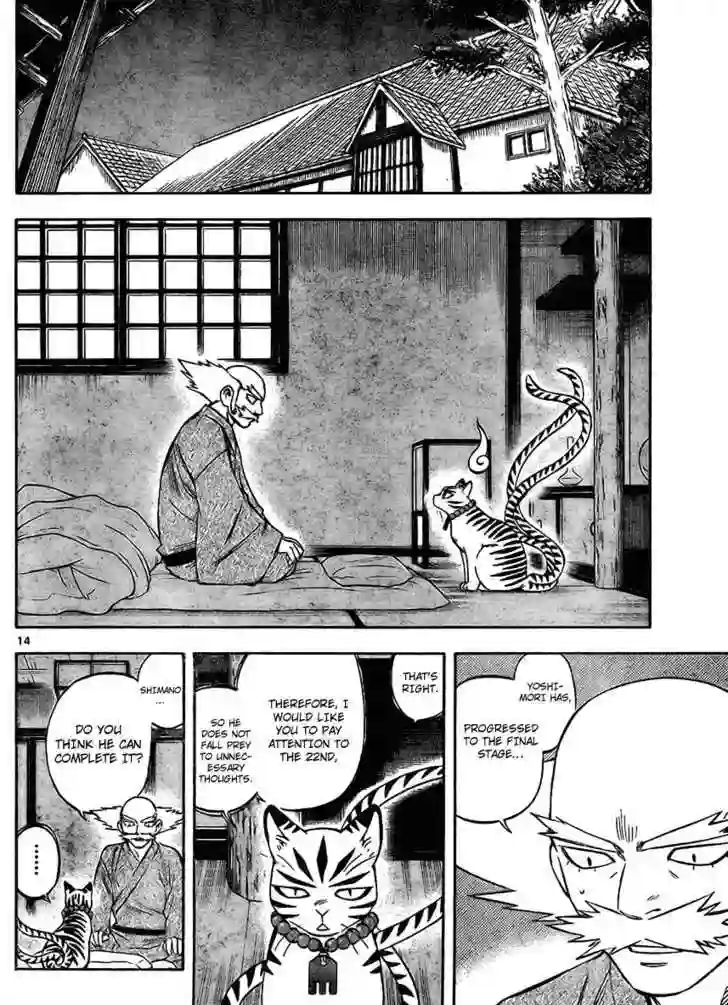 14
YOSHI-
MORI HAS,
PROGRESSED
TO THE FINAL
STAGE...
THAT'S
RIGHT.
THEREFORE, I
WOULD LIKE
YOU TO PAY
ATTENTION
TO THE 22ND,
SO HE
DOES NOT
FALL PREY
TO UNNEC-
ESSARY
THOUGHTS.
SHIMANO
...
DO YOU
THINK HE CAN
COMPLETE IT?
......